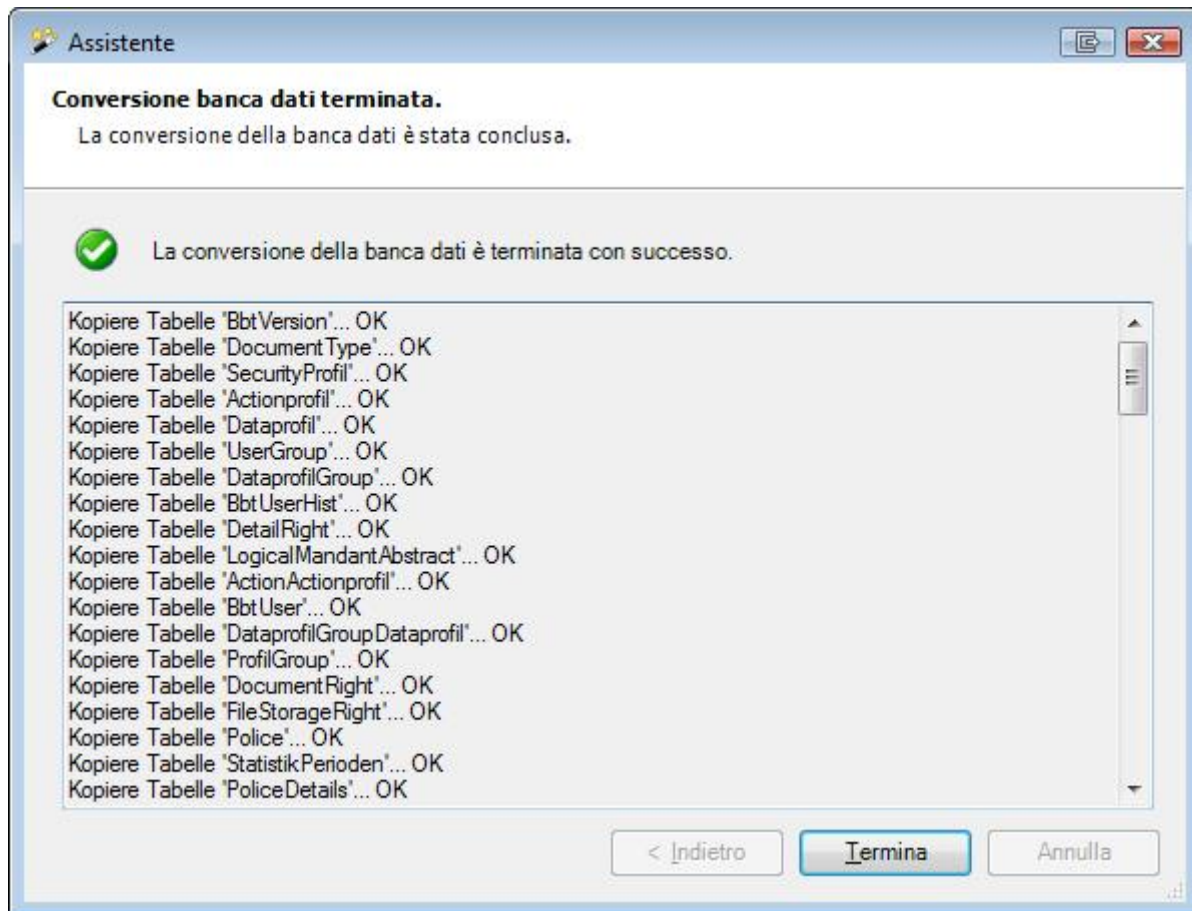 Assistente
Conversione banca dati terminata.
La conversione della banca dati è stata conclusa.
La conversione della banca dati è terminata con successo.
Kopiere Tabelle 'BbtVersion'... OK
Kopiere Tabelle 'DocumentType'... OK
Kopiere Tabelle 'SecurityProfil'... OK
Kopiere Tabelle 'Actionprofil'... OK
Kopiere Tabelle 'Dataprofil'... OK
Kopiere Tabelle 'UserGroup'... OK
Kopiere Tabelle 'DataprofilGroup'... OK
Kopiere Tabelle 'BbtUserHist'... OK
Kopiere Tabelle 'DetailRight'... OK
Kopiere Tabelle 'LogicalMandantAbstract'... OK
Kopiere Tabelle 'ActionActionprofil'... OK
Kopiere Tabelle 'BbtUser'... OK
Kopiere Tabelle 'DataprofilGroupDataprofil'... OK
Kopiere Tabelle 'ProfilGroup'... OK
Kopiere Tabelle 'DocumentRight'... OK
Kopiere Tabelle 'FileStorageRight'... OK
Kopiere Tabelle 'Police'... OK
Kopiere Tabelle 'StatistikPerioden'... OK
Kopiere Tabelle 'PoliceDetails'... OK
< Indietro Termina Annulla